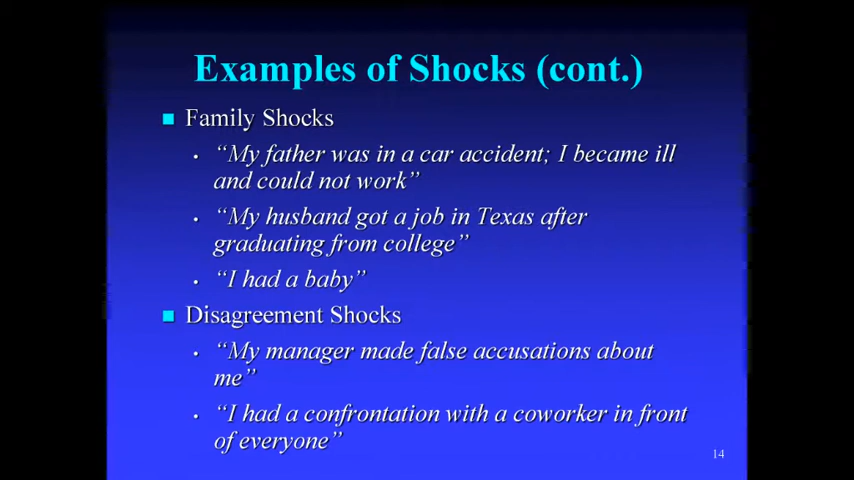 Examples of Shocks (cont.)
Family Shocks
“My father was in a car accident; I became ill
and could not work”
“My husband got a job in Texas after
graduating from college”
“I had a baby”
Disagreement Shocks
“My manager made false accusations about
me”
“I had a confrontation with a coworker in front
of everyone”
14